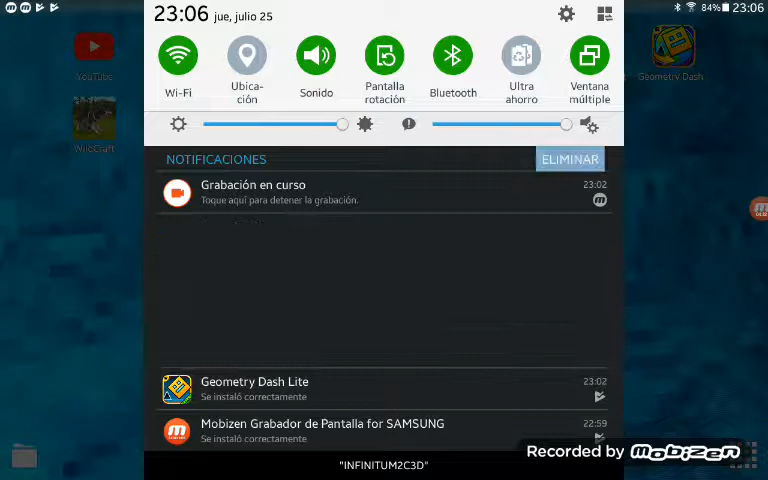 84% 23:06
23:06 jue, julio 25
Wi-Fi
Ubica-
ción
Sonido
Pantalla
rotación
Bluetooth
Ultra
ahorro
Ventana
múltiple
YouTube
WildCraft
Geometry Dash
NOTIFICACIONES
ELIMINAR
Grabación en curso
23:02
Toque aquí para detener la grabación.
Geometry Dash Lite
23:02
Se instaló correctamente
Mobizen Grabador de Pantalla for SAMSUNG
22:59
Se instaló correctamente
Recorded by mobizen
"INFINITUM2C3D"